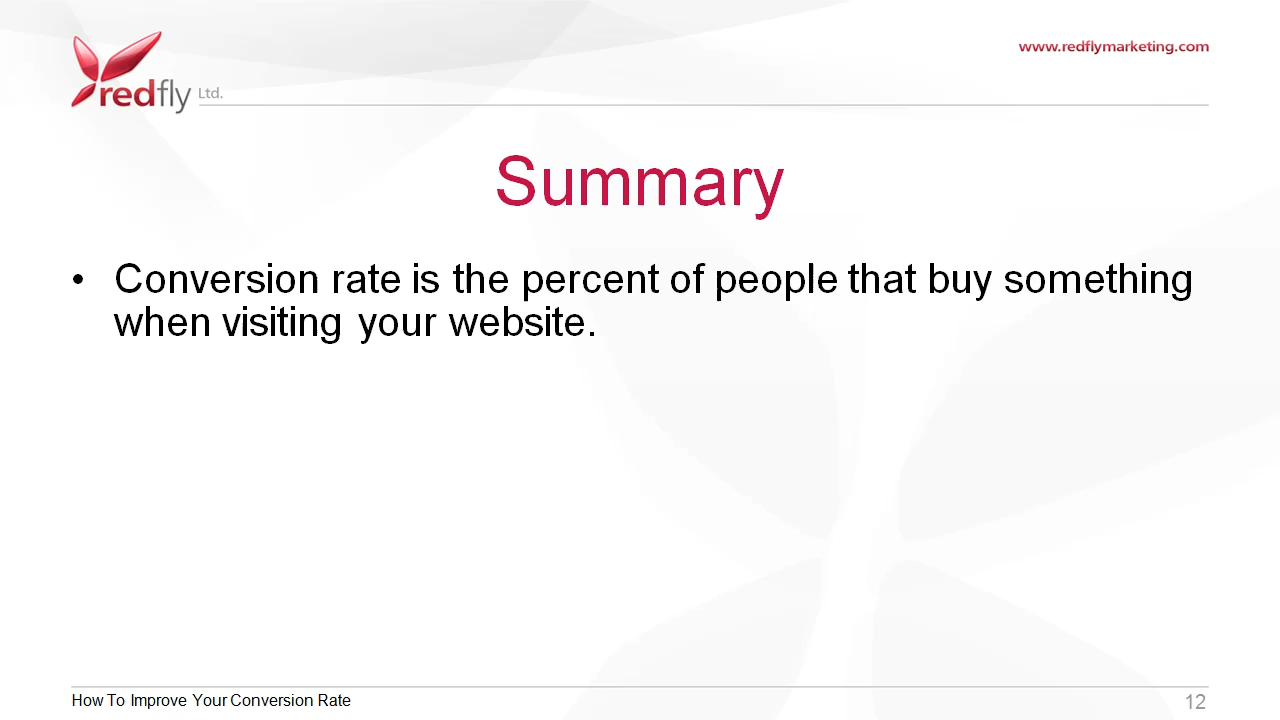 redfly Ltd.
www.redflymarketing.com
Summary
• Conversion rate is the percent of people that buy something
when visiting your website.
How To Improve Your Conversion Rate
12